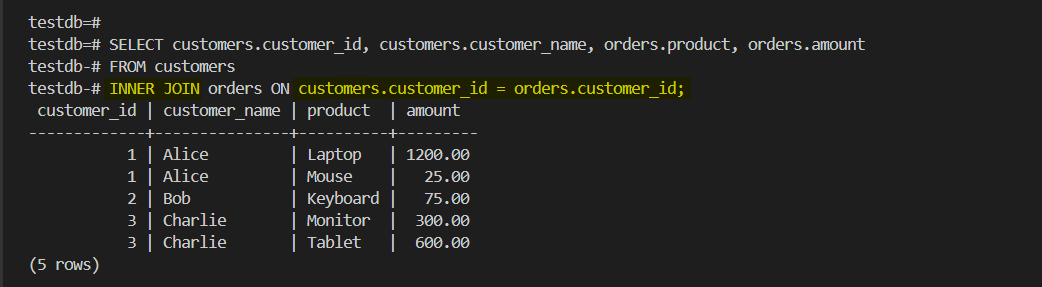 testdb=#
testdb=# SELECT customers.customer_id, customers.customer_name, orders.product, orders.amount
testdb-# FROM customers
testdb-# INNER JOIN orders ON customers.customer_id = orders.customer_id;
 customer_id | customer_name | product  | amount
-------------+---------------+----------+---------
           1 | Alice         | Laptop   | 1200.00
           1 | Alice         | Mouse    |   25.00
           2 | Bob           | Keyboard |   75.00
           3 | Charlie       | Monitor  |  300.00
           3 | Charlie       | Tablet   |  600.00
(5 rows)